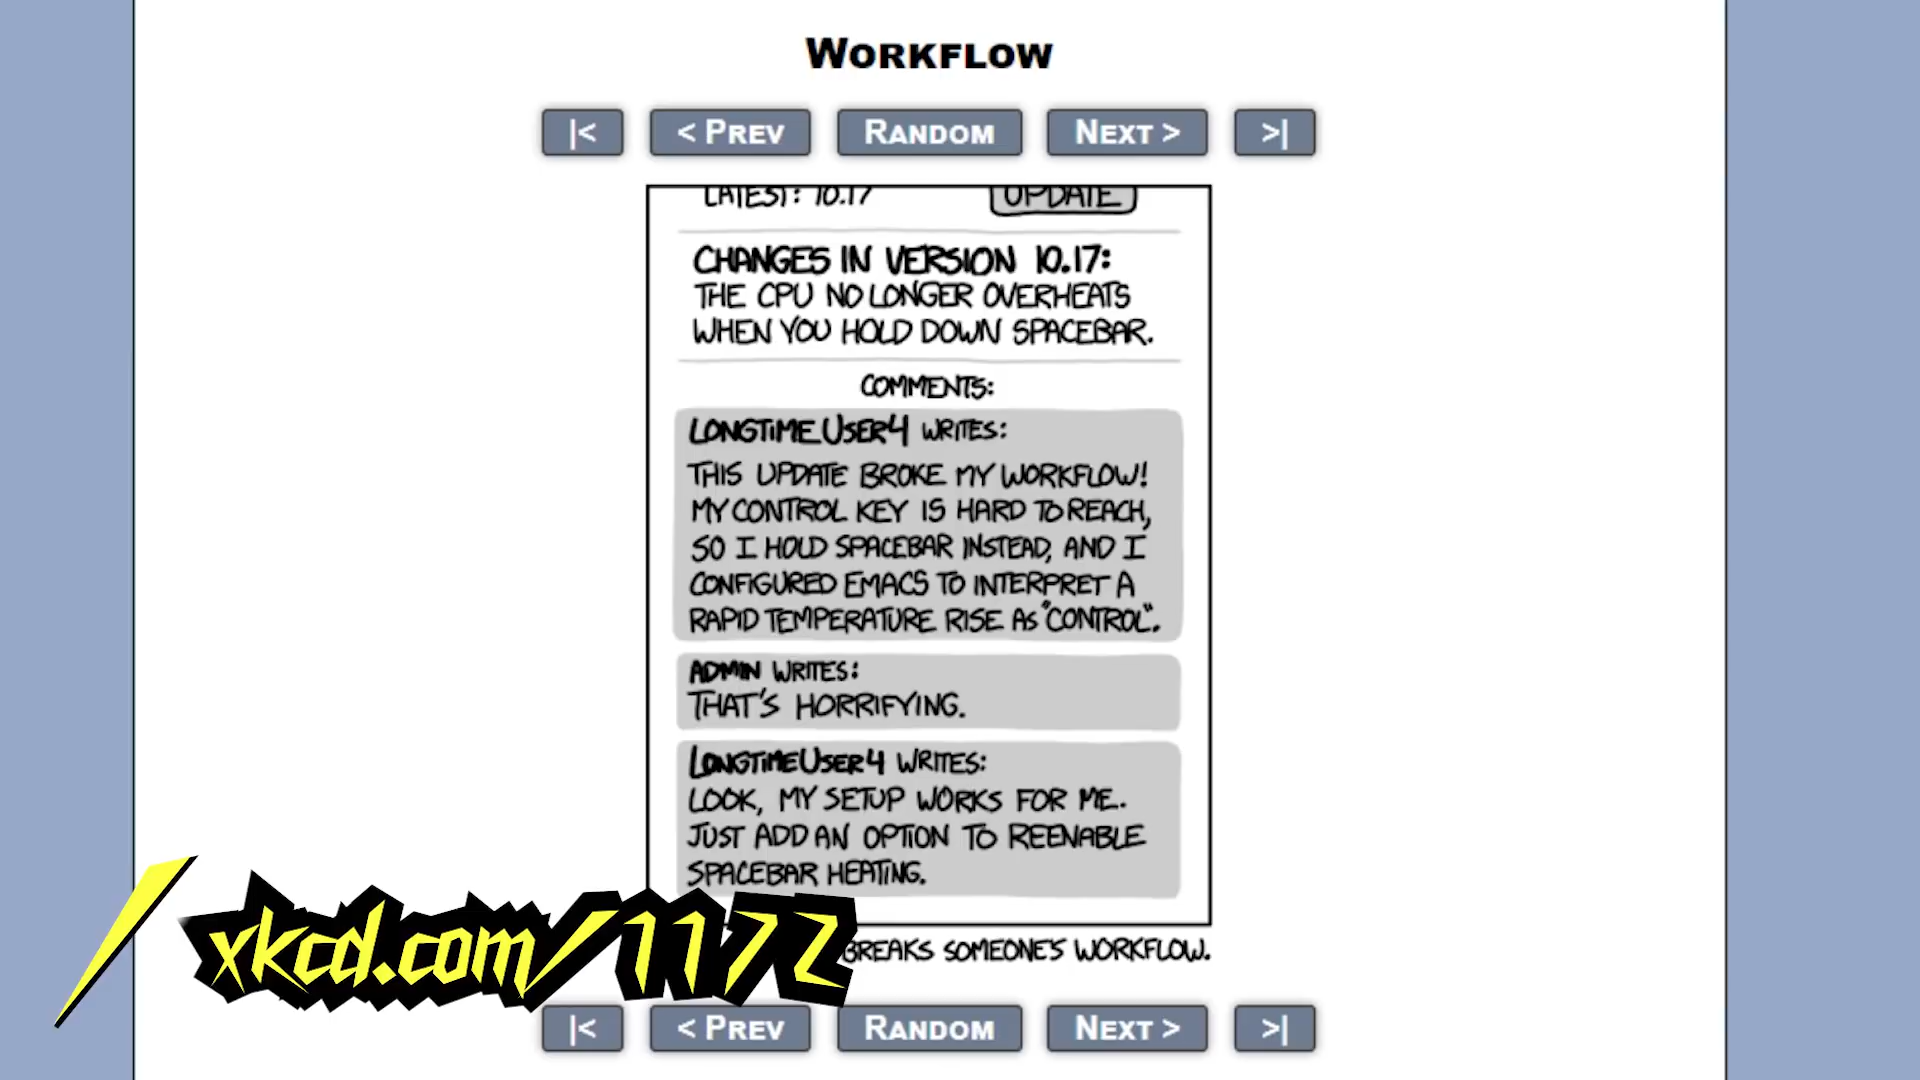 WORKFLOW
|<
< PREV
RANDOM
NEXT >
>|
LATEST: 10.17
UPDATE
CHANGES IN VERSION 10.17:
THE CPU NO LONGER OVERHEATS
WHEN YOU HOLD DOWN SPACEBAR.
COMMENTS:
LONGTIMEUSER4 WRITES:
THIS UPDATE BROKE MY WORKFLOW!
MY CONTROL KEY IS HARD TO REACH,
SO I HOLD SPACEBAR INSTEAD, AND I
CONFIGURED EMACS TO INTERPRET A
RAPID TEMPERATURE RISE AS "CONTROL".
ADMIN WRITES:
THAT'S HORRIFYING.
LONGTIMEUSER4 WRITES:
LOOK, MY SETUP WORKS FOR ME.
JUST ADD AN OPTION TO REENABLE
SPACEBAR HEATING.
xkcd.com/1172
BREAKS SOMEONE'S WORKFLOW.
|<
< PREV
RANDOM
NEXT >
>|